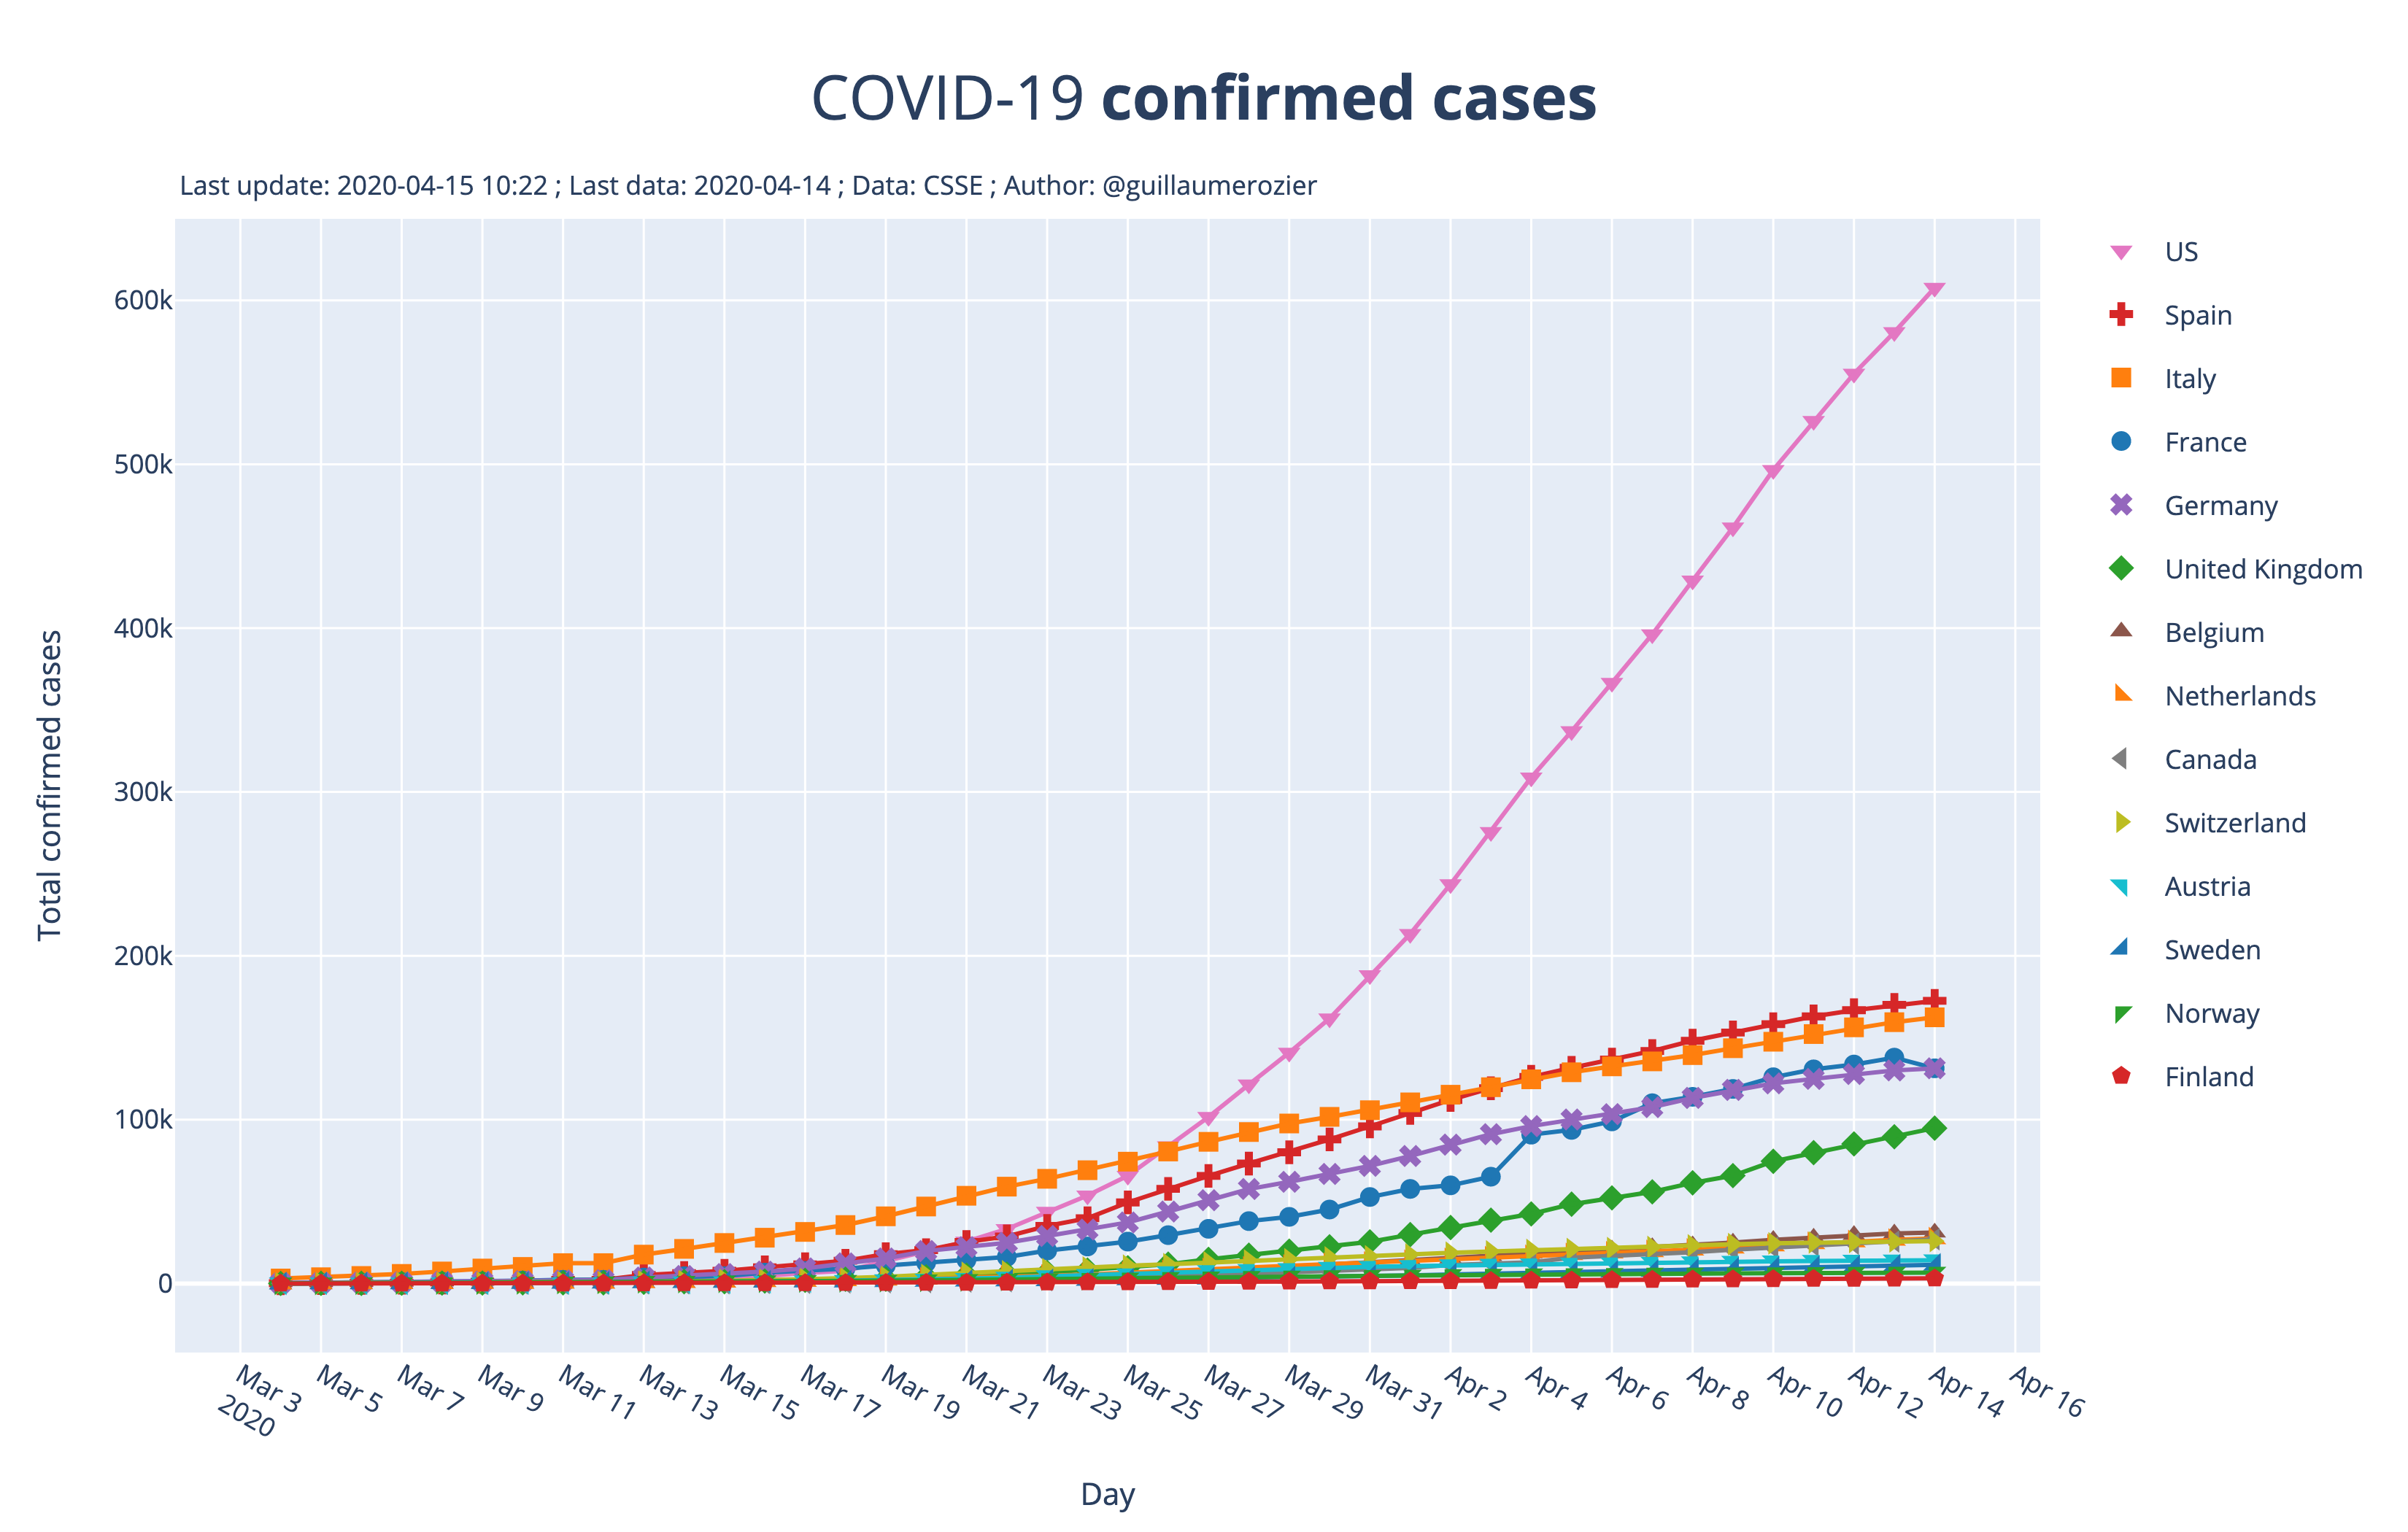 COVID-19 confirmed cases
Last update: 2020-04-15 10:22 ; Last data: 2020-04-14 ; Data: CSSE ; Author: @guillaumerozier
Total confirmed cases
600k
500k
400k
300k
200k
100k
0
Mar 3
2020
Mar 5
Mar 7
Mar 9
Mar 11
Mar 13
Mar 15
Mar 17
Mar 19
Mar 21
Mar 23
Mar 25
Mar 27
Mar 29
Mar 31
Apr 2
Apr 4
Apr 6
Apr 8
Apr 10
Apr 12
Apr 14
Apr 16
Day
US
Spain
Italy
France
Germany
United Kingdom
Belgium
Netherlands
Canada
Switzerland
Austria
Sweden
Norway
Finland